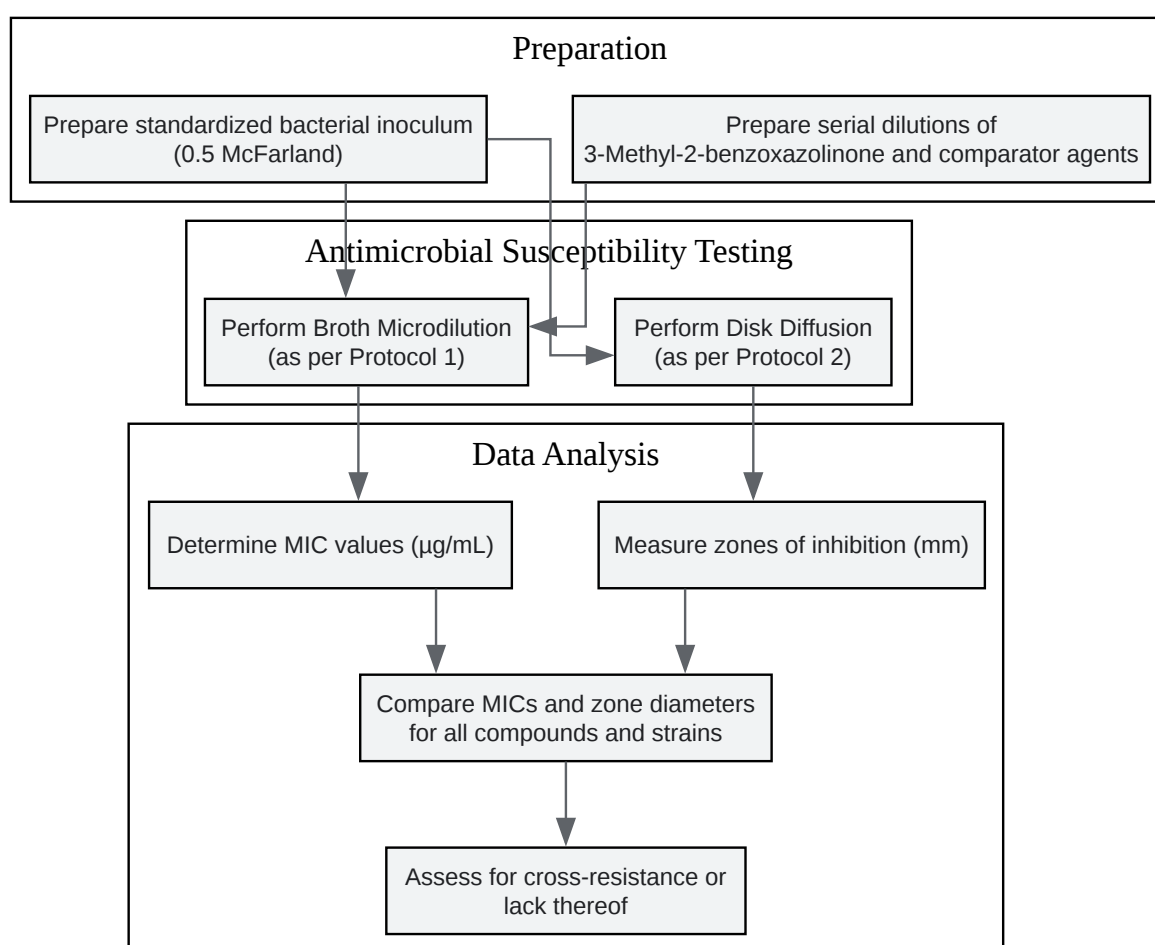 Preparation
Prepare standardized bacterial inoculum
(0.5 McFarland)
Prepare serial dilutions of
3-Methyl-2-benzoxazolinone and comparator agents
Antimicrobial Susceptibility Testing
Perform Broth Microdilution
(as per Protocol 1)
Perform Disk Diffusion
(as per Protocol 2)
Data Analysis
Determine MIC values (µg/mL)
Measure zones of inhibition (mm)
Compare MICs and zone diameters
for all compounds and strains
Assess for cross-resistance or
lack thereof